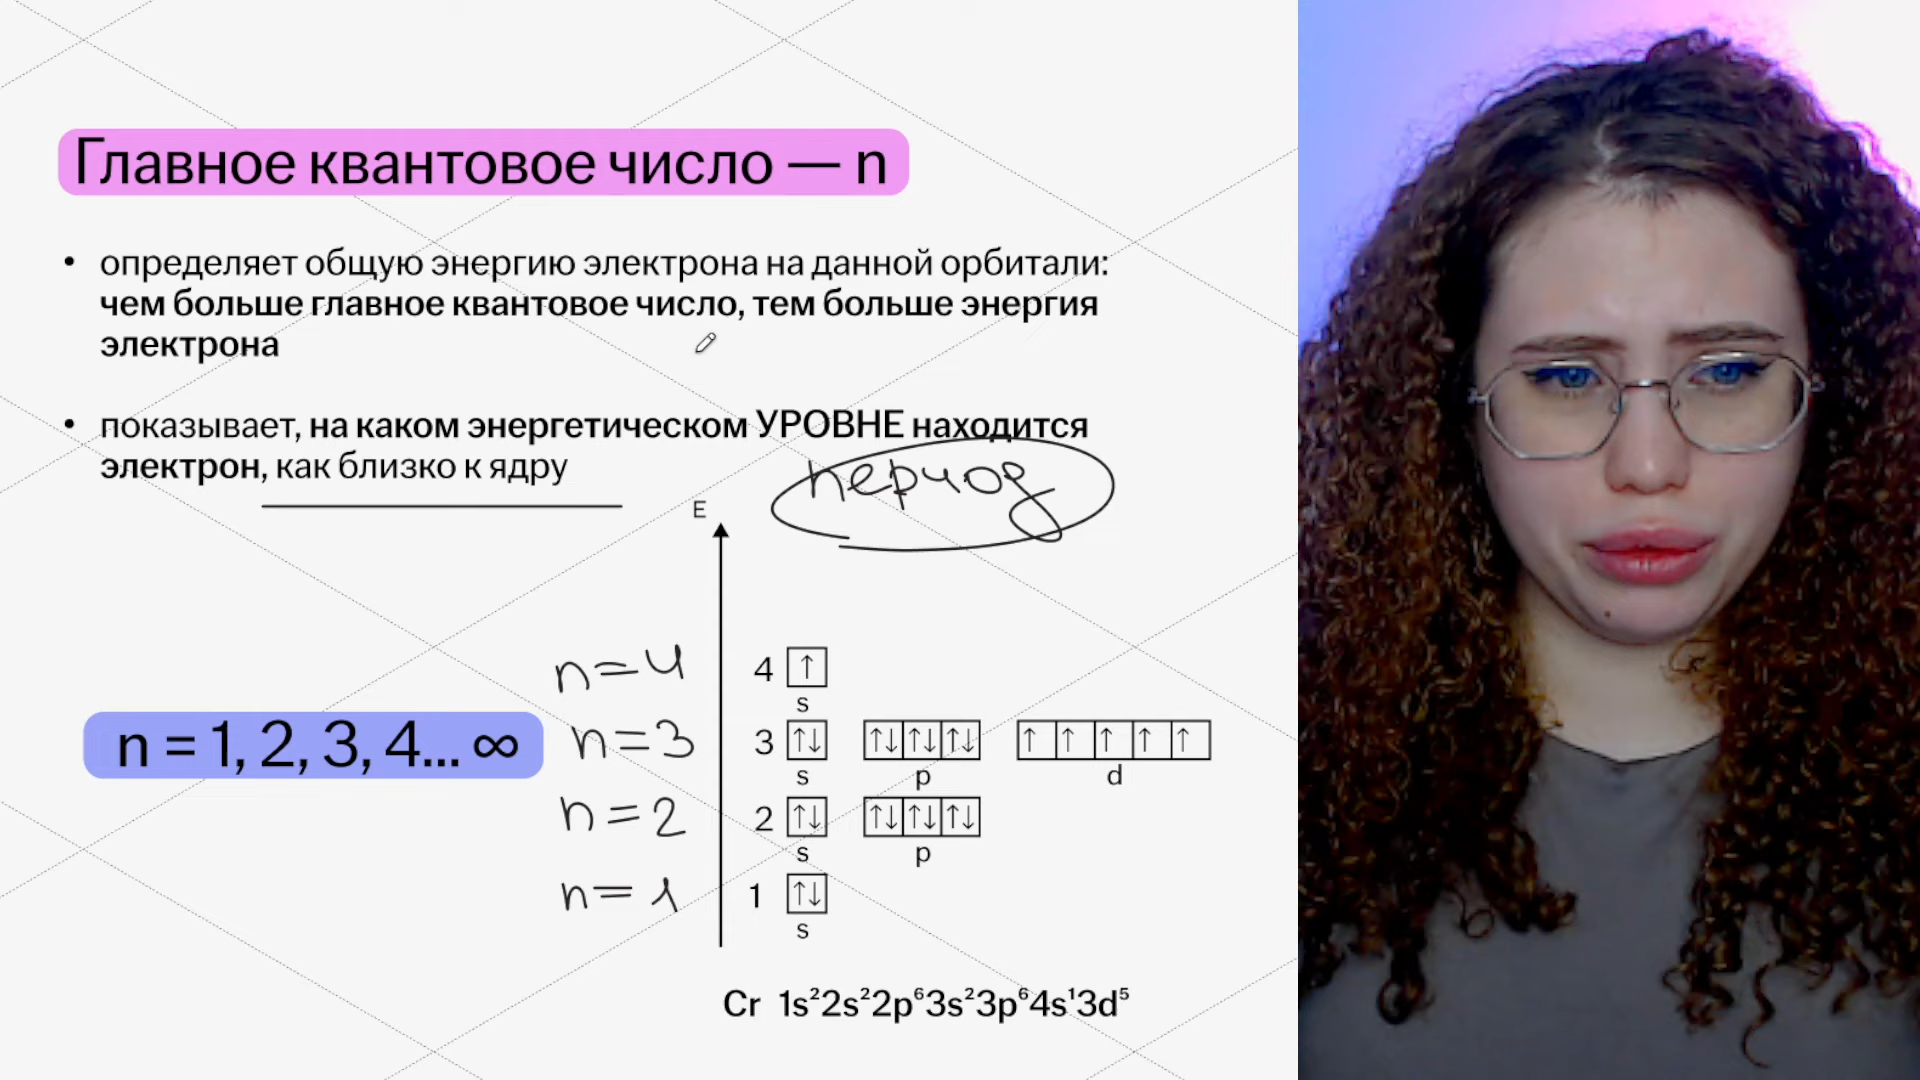 Главное квантовое число — n
• определяет общую энергию электрона на данной орбитали:
чем больше главное квантовое число, тем больше энергия
электрона
• показывает, на каком энергетическом УРОВНЕ находится
электрон, как близко к ядру
период
E
n=4 4 ↑
s
n = 1, 2, 3, 4... ∞
n=3 3 ↑↓ ↑↓ ↑↓ ↑↓ ↑ ↑ ↑ ↑ ↑
s p d
n=2 2 ↑↓ ↑↓ ↑↓ ↑↓
s p
n=1 1 ↑↓
s
Cr 1s²2s²2p⁶3s²3p⁶4s¹3d⁵